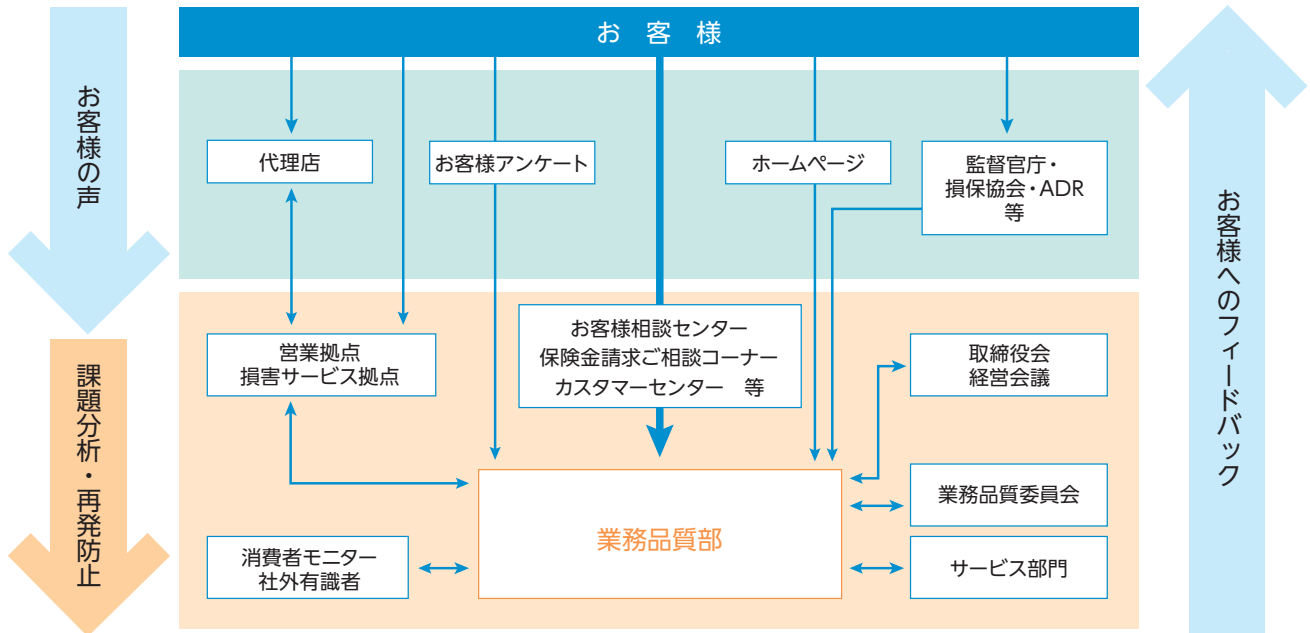 お客様
お客様の声
代理店
お客様アンケート
ホームページ
監督官庁・
損保協会・ADR
等
お客様へのフィードバック
営業拠点
損害サービス拠点
お客様相談センター
保険金請求ご相談コーナー
カスタマーセンター 等
取締役会
経営会議
課題分析・再発防止
業務品質委員会
業務品質部
消費者モニター
社外有識者
サービス部門